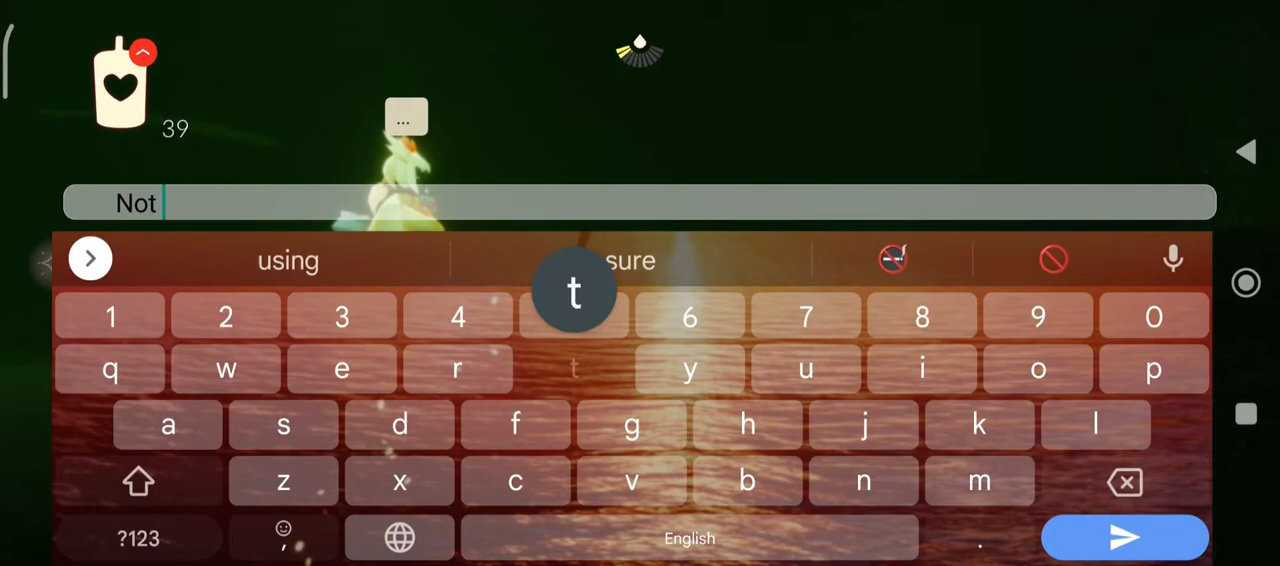 39
...
Not
using sure
t
1 2 3 4 6 7 8 9 0
q w e r t y u i o p
a s d f g h j k l
z x c v b n m
?123 , English .